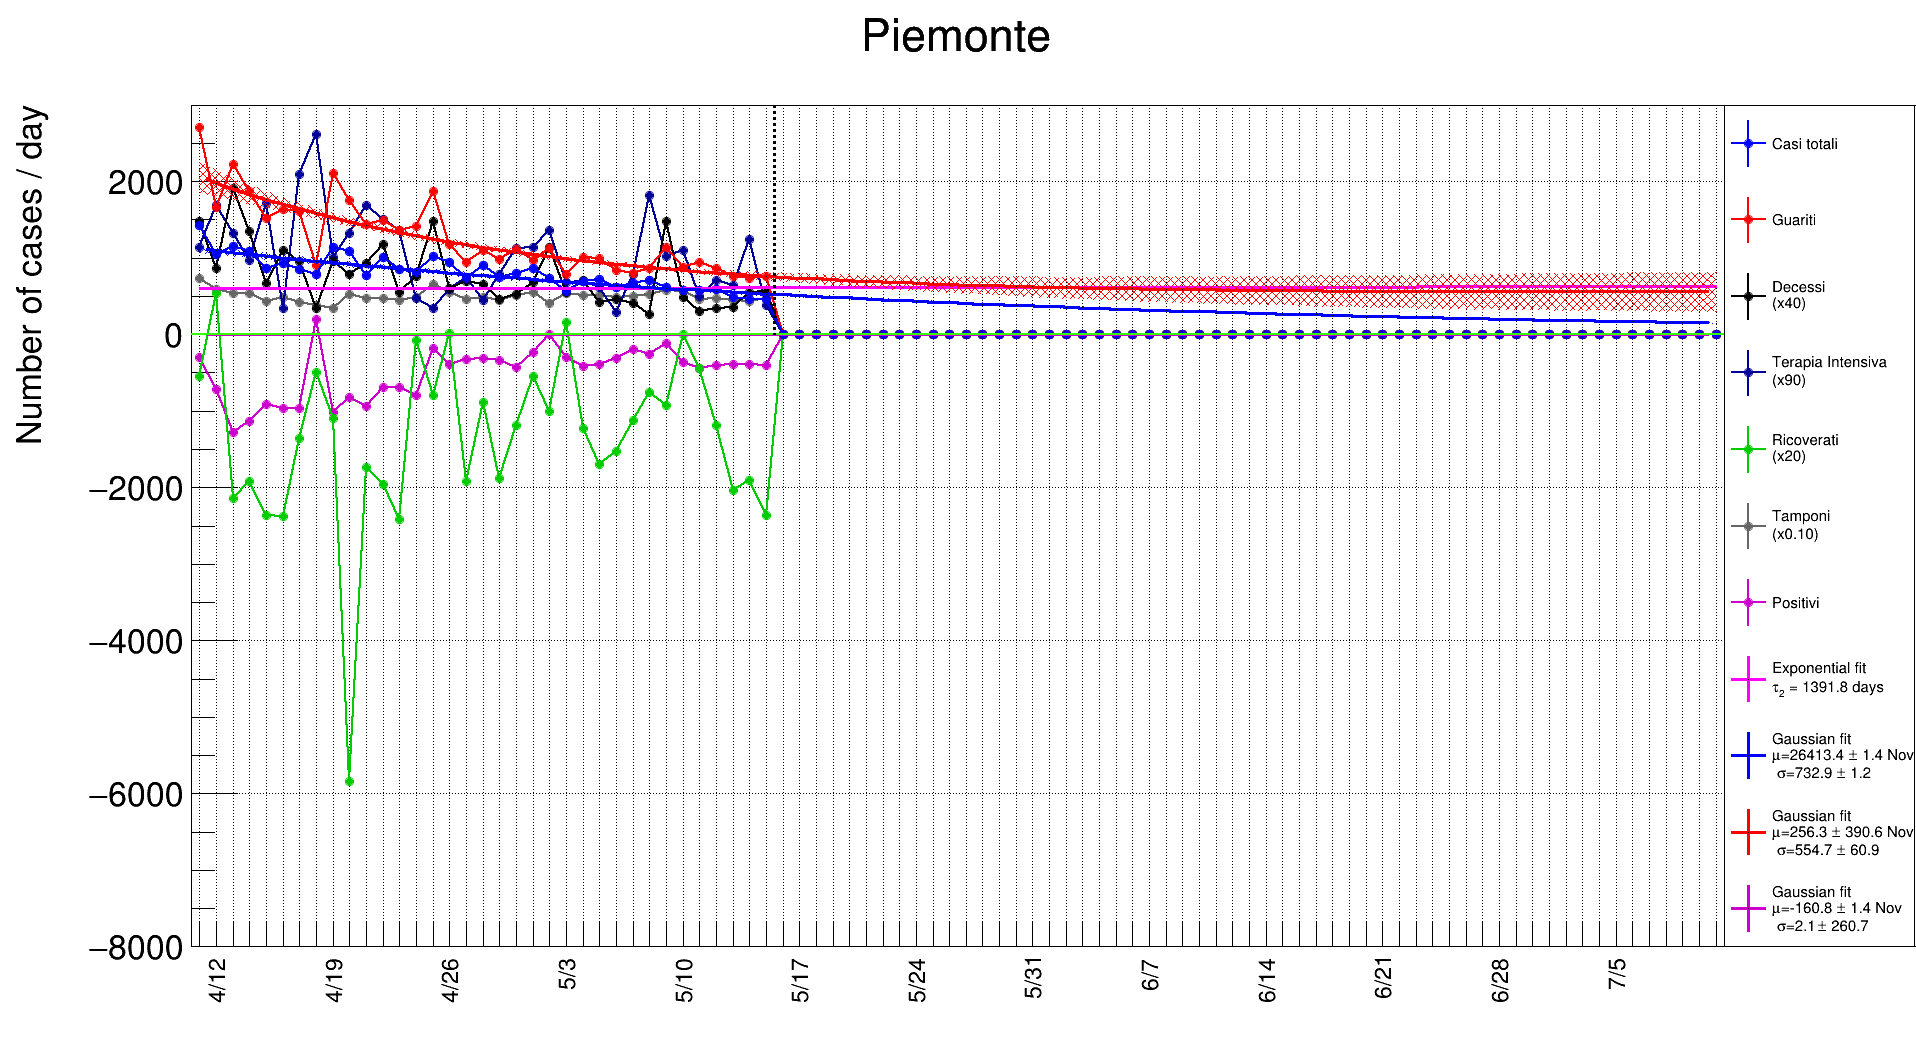 Piemonte
Number of cases / day
2000
0
−2000
−4000
−6000
−8000
4/12
4/19
4/26
5/3
5/10
5/17
5/24
5/31
6/7
6/14
6/21
6/28
7/5
Casi totali
Guariti
Decessi
(x40)
Terapia Intensiva
(x90)
Ricoverati
(x20)
Tamponi
(x0.10)
Positivi
Exponential fit
τ2 = 1391.8 days
Gaussian fit
μ=26413.4 ± 1.4 Nov
σ=732.9 ± 1.2
Gaussian fit
μ=256.3 ± 390.6 Nov
σ=554.7 ± 60.9
Gaussian fit
μ=-160.8 ± 1.4 Nov
σ=2.1 ± 260.7